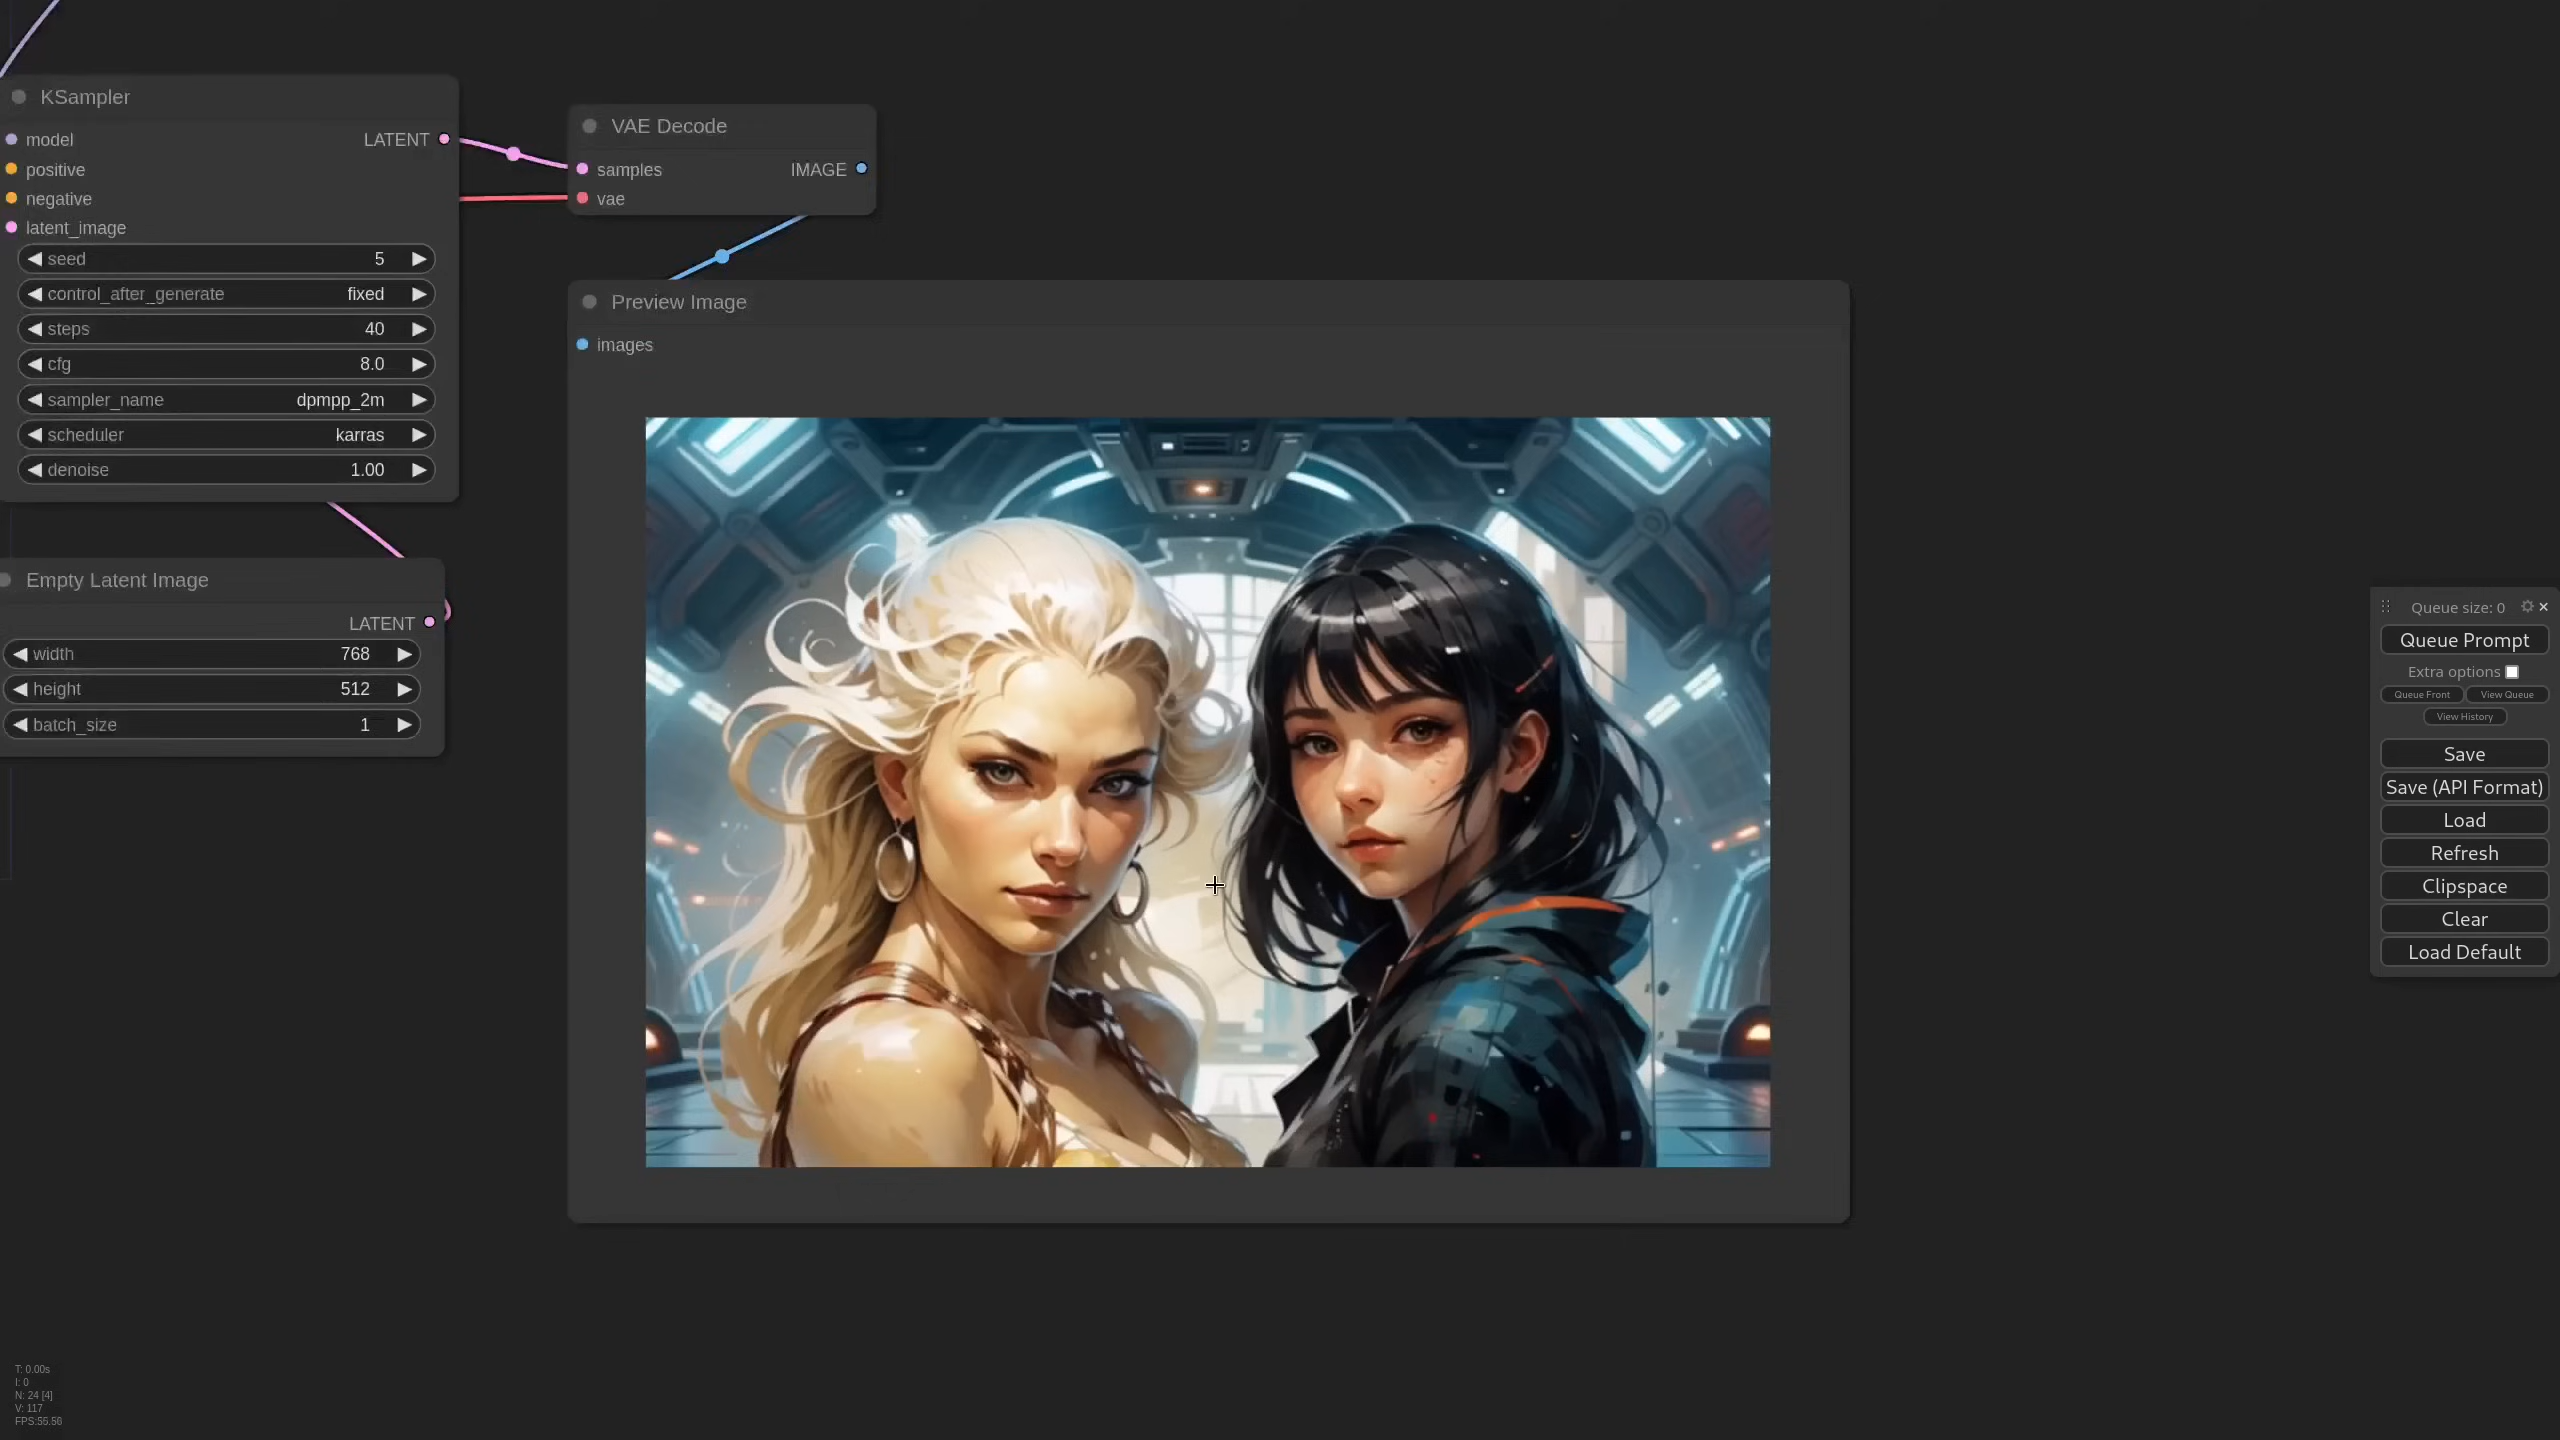 KSampler
model LATENT
positive
negative
latent_image
seed 5
control_after_generate fixed
steps 40
cfg 8.0
sampler_name dpmpp_2m
scheduler karras
denoise 1.00
Empty Latent Image
LATENT
width 768
height 512
batch_size 1
VAE Decode
samples IMAGE
vae
Preview Image
images
Queue size: 0
Queue Prompt
Extra options
Queue Front View Queue
View History
Save
Save (API Format)
Load
Refresh
Clipspace
Clear
Load Default
T: 0.00s
I: 0
N: 24 [4]
V: 117
FPS:55.56